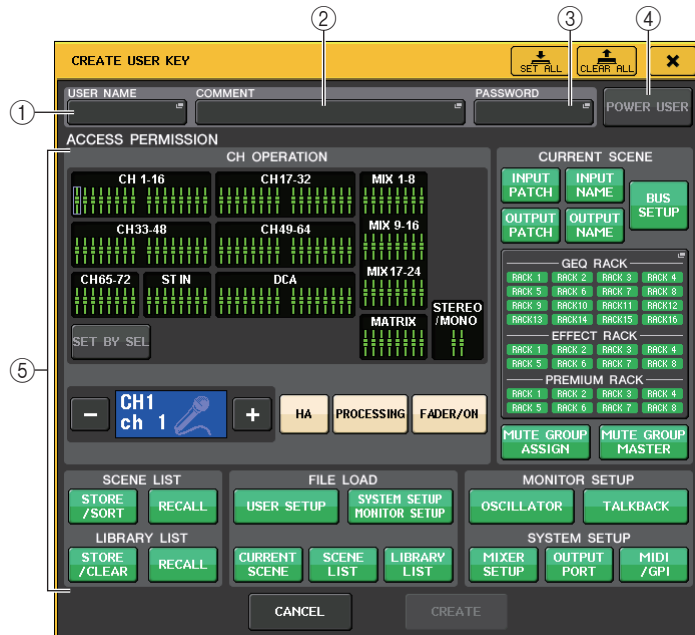 ① ② ③ ④ ⑤
CREATE USER KEY
SET ALL
CLEAR ALL
USER NAME
COMMENT
PASSWORD
POWER USER
ACCESS PERMISSION
CH OPERATION
CH 1-16
CH17-32
MIX 1-8
CH33-48
CH49-64
MIX 9-16
CH65-72
ST IN
DCA
MIX17-24
MATRIX
STEREO
/MONO
SET BY SEL
−
CH1
ch 1
+
HA
PROCESSING
FADER/ON
CURRENT SCENE
INPUT
PATCH
INPUT
NAME
BUS
SETUP
OUTPUT
PATCH
OUTPUT
NAME
GEQ RACK
RACK 1 RACK 2 RACK 3 RACK 4
RACK 5 RACK 6 RACK 7 RACK 8
RACK 9 RACK10 RACK11 RACK12
RACK13 RACK14 RACK15 RACK16
EFFECT RACK
RACK 1 RACK 2 RACK 3 RACK 4
RACK 5 RACK 6 RACK 7 RACK 8
PREMIUM RACK
RACK 1 RACK 2 RACK 3 RACK 4
RACK 5 RACK 6 RACK 7 RACK 8
MUTE GROUP
ASSIGN
MUTE GROUP
MASTER
SCENE LIST
STORE
/SORT
RECALL
LIBRARY LIST
STORE
/CLEAR
RECALL
FILE LOAD
USER SETUP
SYSTEM SETUP
MONITOR SETUP
CURRENT
SCENE
SCENE
LIST
LIBRARY
LIST
MONITOR SETUP
OSCILLATOR
TALKBACK
SYSTEM SETUP
MIXER
SETUP
OUTPUT
PORT
MIDI
/GPI
CANCEL
CREATE